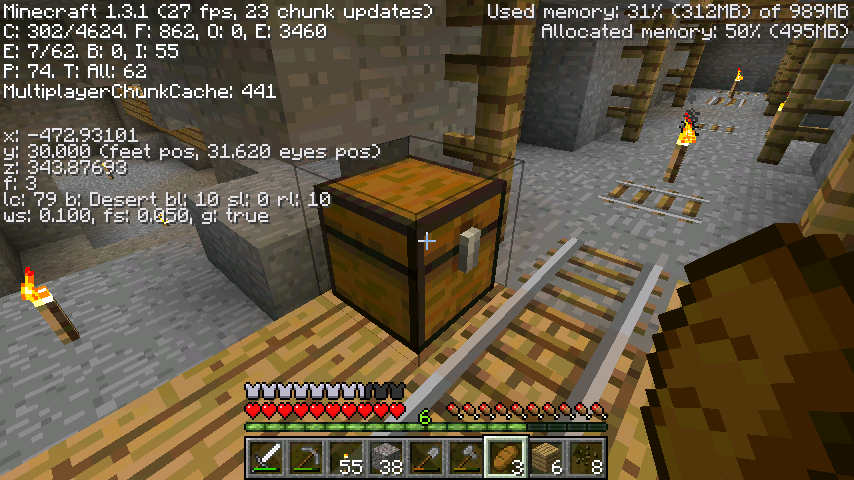 Minecraft 1.3.1 (27 fps, 23 chunk updates)
Used memory: 31% (312MB) of 989MB
C: 302/4624. F: 862, O: 0, E: 3460
Allocated memory: 50% (495MB)
E: 7/62. B: 0, I: 55
P: 74. T: All: 62
MultiplayerChunkCache: 441
x: -472.93101
y: 30.000 (feet pos, 31.620 eyes pos)
z: 343.87693
f: 3
lc: 79 b: Desert bl: 10 sl: 0 rl: 10
ws: 0.100, fs: 0.050, g: true
6
55 38 3 6 8